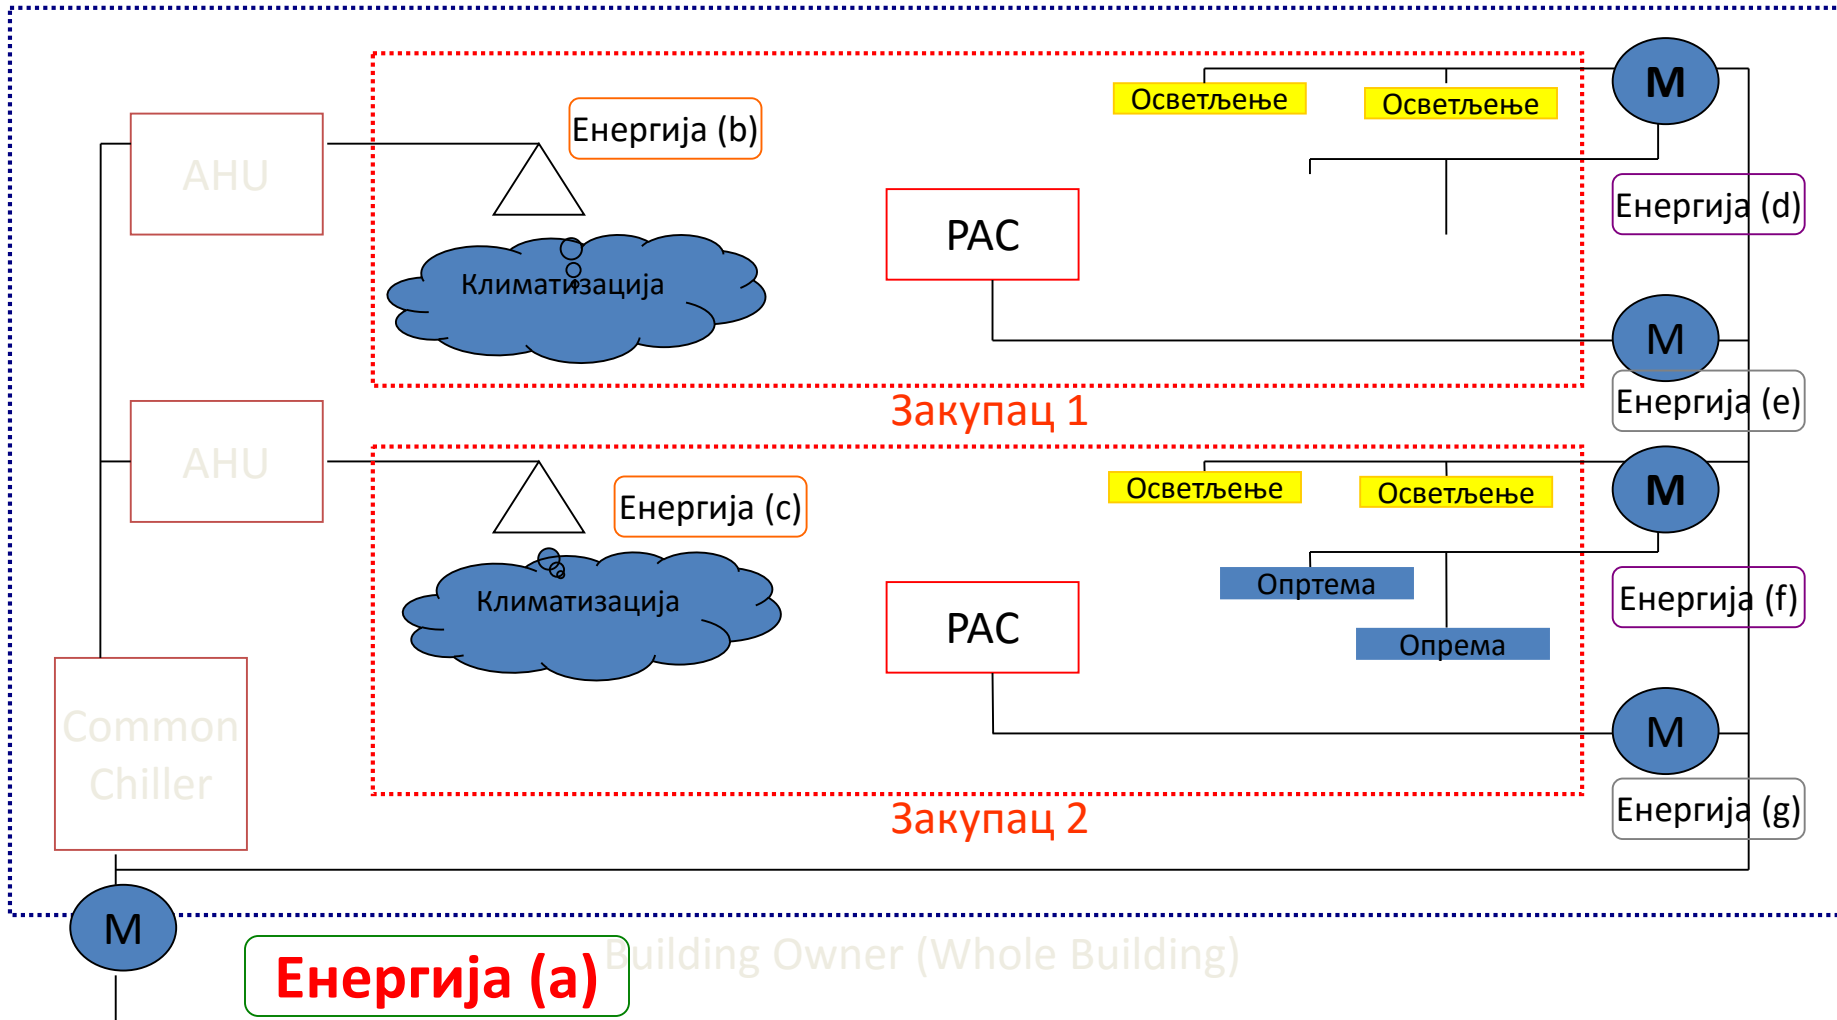 Осветљење
Осветљење
M
Енергија (b)
AHU
Енергија (d)
PAC
Климатизација
M
Енергија (e)
Закупац 1
AHU
Енергија (c)
Осветљење
Осветљење
M
Опртема
Енергија (f)
Климатизација
PAC
Опрема
Common
Chiller
M
Енергија (g)
Закупац 2
M
Енергија (a)
Building Owner (Whole Building)